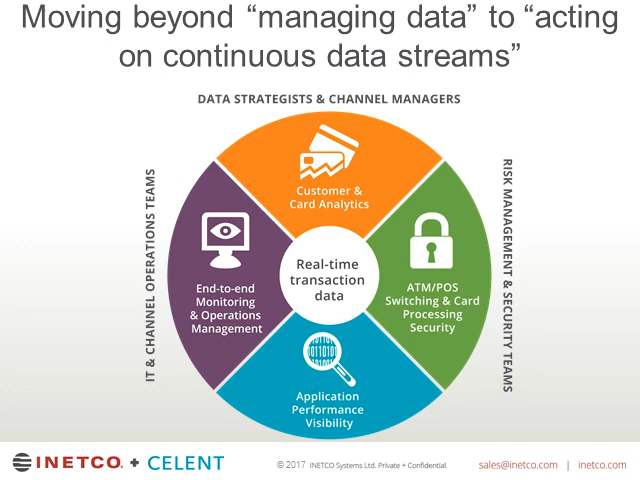 Moving beyond “managing data” to “acting
on continuous data streams”
DATA STRATEGISTS & CHANNEL MANAGERS
IT & CHANNEL OPERATIONS TEAMS
RISK MANAGEMENT & SECURITY TEAMS
Customer &
Card Analytics
End-to-end
Monitoring
& Operations
Management
Real-time
transaction
data
ATM/POS
Switching & Card
Processing
Security
10110101
Application
Performance
Visibility
INETCO. + CELENT
© 2017 INETCO Systems Ltd. Private + Confidential.
sales@inetco.com | inetco.com